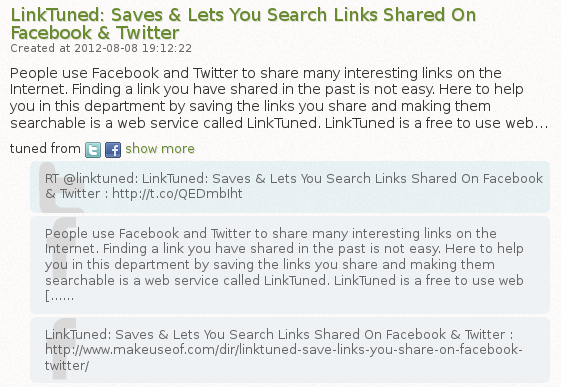 LinkTuned: Saves & Lets You Search Links Shared On
Facebook & Twitter
Created at 2012-08-08 19:12:22
People use Facebook and Twitter to share many interesting links on the
Internet. Finding a link you have shared in the past is not easy. Here to help
you in this department by saving the links you share and making them
searchable is a web service called LinkTuned. LinkTuned is a free to use web...
tuned from t f show more
RT @linktuned: LinkTuned: Saves & Lets You Search Links Shared On Facebook
& Twitter : http://t.co/QEDmbIht
People use Facebook and Twitter to share many interesting links on the
Internet. Finding a link you have shared in the past is not easy. Here to help
you in this department by saving the links you share and making them
searchable is a web service called LinkTuned. LinkTuned is a free to use web
[......
LinkTuned: Saves & Lets You Search Links Shared On Facebook & Twitter :
http://www.makeuseof.com/dir/linktuned-save-links-you-share-on-facebook-
twitter/